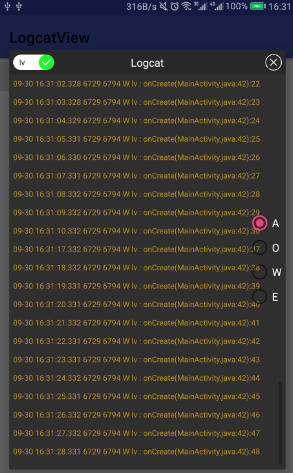 316B/s 100% 16:31
LogcatView
lv Logcat
09-30 16:31:02.328 6729 6794 W lv : onCreate(MainActivity.java:42):22
09-30 16:31:03.328 6729 6794 W lv : onCreate(MainActivity.java:42):23
09-30 16:31:04.329 6729 6794 W lv : onCreate(MainActivity.java:42):24
09-30 16:31:05.331 6729 6794 W lv : onCreate(MainActivity.java:42):25
09-30 16:31:06.330 6729 6794 W lv : onCreate(MainActivity.java:42):26
09-30 16:31:07.331 6729 6794 W lv : onCreate(MainActivity.java:42):27
09-30 16:31:08.332 6729 6794 W lv : onCreate(MainActivity.java:42):28
09-30 16:31:09.332 6729 6794 W lv : onCreate(MainActivity.java:42):29
09-30 16:31:10.332 6729 6794 W lv : onCreate(MainActivity.java:42):30
A
09-30 16:31:17.332 6729 6794 W lv : onCreate(MainActivity.java:42):37
O
09-30 16:31:18.332 6729 6794 W lv : onCreate(MainActivity.java:42):38
W
09-30 16:31:19.331 6729 6794 W lv : onCreate(MainActivity.java:42):39
E
09-30 16:31:20.331 6729 6794 W lv : onCreate(MainActivity.java:42):40
09-30 16:31:21.332 6729 6794 W lv : onCreate(MainActivity.java:42):41
09-30 16:31:22.331 6729 6794 W lv : onCreate(MainActivity.java:42):42
09-30 16:31:23.331 6729 6794 W lv : onCreate(MainActivity.java:42):43
09-30 16:31:24.332 6729 6794 W lv : onCreate(MainActivity.java:42):44
09-30 16:31:25.331 6729 6794 W lv : onCreate(MainActivity.java:42):45
09-30 16:31:26.332 6729 6794 W lv : onCreate(MainActivity.java:42):46
09-30 16:31:27.332 6729 6794 W lv : onCreate(MainActivity.java:42):47
09-30 16:31:28.331 6729 6794 W lv : onCreate(MainActivity.java:42):48